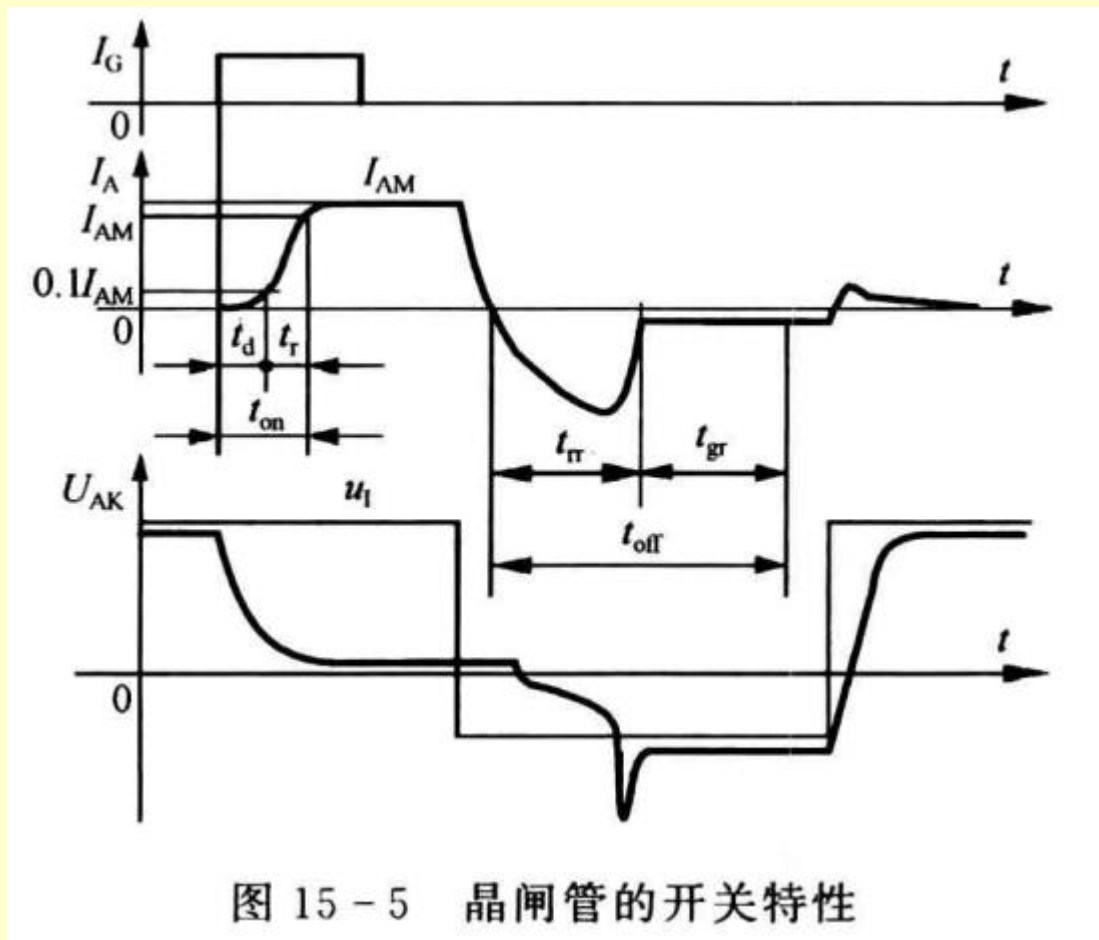 I_G
t
0
I_A
I_AM
I_AM
0.1I_AM
t
0
t_d
t_r
t_on
t_rr
t_gr
U_AK
u_I
t_off
t
0
图 15-5 晶闸管的开关特性